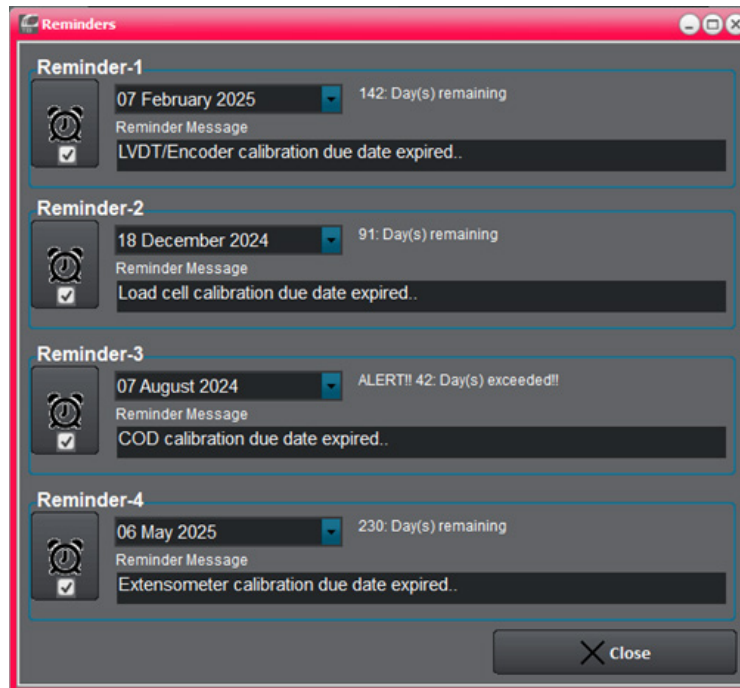 Reminders
Reminder-1
07 February 2025
142: Day(s) remaining
Reminder Message
LVDT/Encoder calibration due date expired..
Reminder-2
18 December 2024
91: Day(s) remaining
Reminder Message
Load cell calibration due date expired..
Reminder-3
07 August 2024
ALERT!! 42: Day(s) exceeded!!
Reminder Message
COD calibration due date expired..
Reminder-4
06 May 2025
230: Day(s) remaining
Reminder Message
Extensometer calibration due date expired..
Close